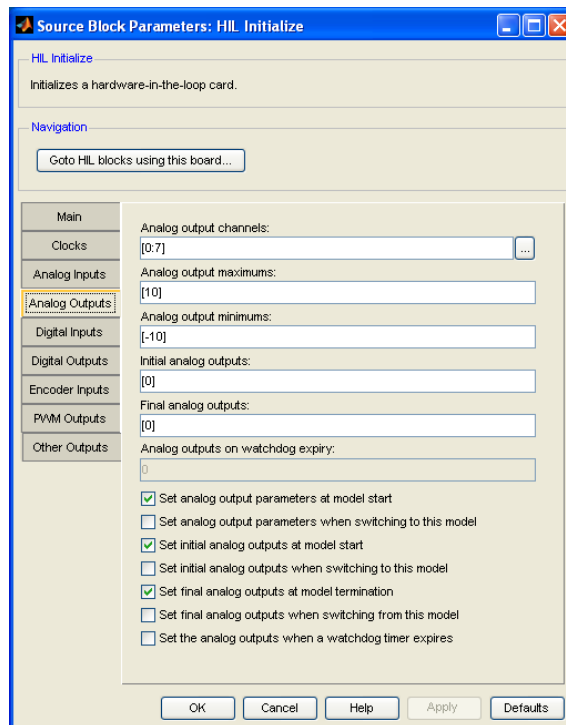 Source Block Parameters: HIL Initialize
HIL Initialize
Initializes a hardware-in-the-loop card.
Navigation
Goto HIL blocks using this board...
Main
Clocks
Analog Inputs
Analog Outputs
Digital Inputs
Digital Outputs
Encoder Inputs
PWM Outputs
Other Outputs
Analog output channels:
[0:7]
...
Analog output maximums:
[10]
Analog output minimums:
[-10]
Initial analog outputs:
[0]
Final analog outputs:
[0]
Analog outputs on watchdog expiry:
0
Set analog output parameters at model start
Set analog output parameters when switching to this model
Set initial analog outputs at model start
Set initial analog outputs when switching to this model
Set final analog outputs at model termination
Set final analog outputs when switching from this model
Set the analog outputs when a watchdog timer expires
OK Cancel Help Apply Defaults